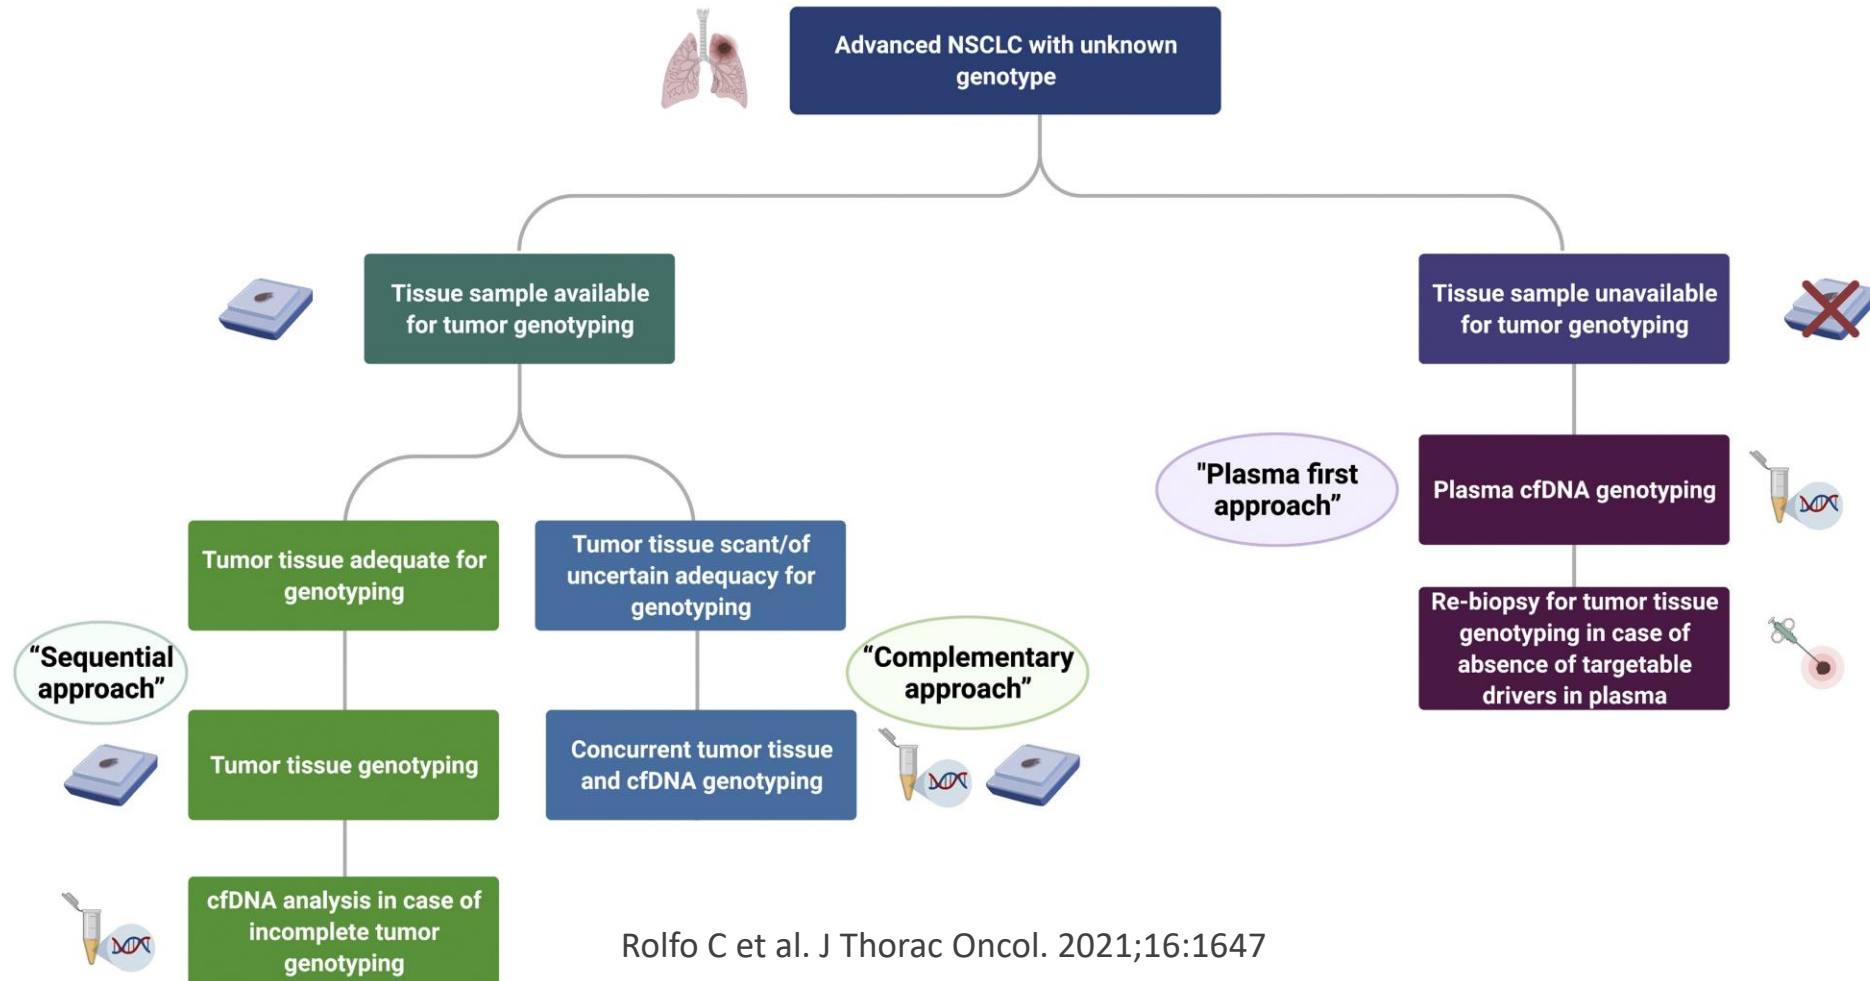 Advanced NSCLC with unknown
genotype
Tissue sample available
for tumor genotyping
Tissue sample unavailable
for tumor genotyping
"Plasma first
approach”
Plasma cfDNA genotyping
Tumor tissue adequate for
genotyping
Tumor tissue scant/of
uncertain adequacy for
genotyping
Re-biopsy for tumor tissue
genotyping in case of
absence of targetable
drivers in plasma
“Sequential
approach”
“Complementary
approach”
Tumor tissue genotyping
Concurrent tumor tissue
and cfDNA genotyping
cfDNA analysis in case of
incomplete tumor
genotyping
Rolfo C et al. J Thorac Oncol. 2021;16:1647